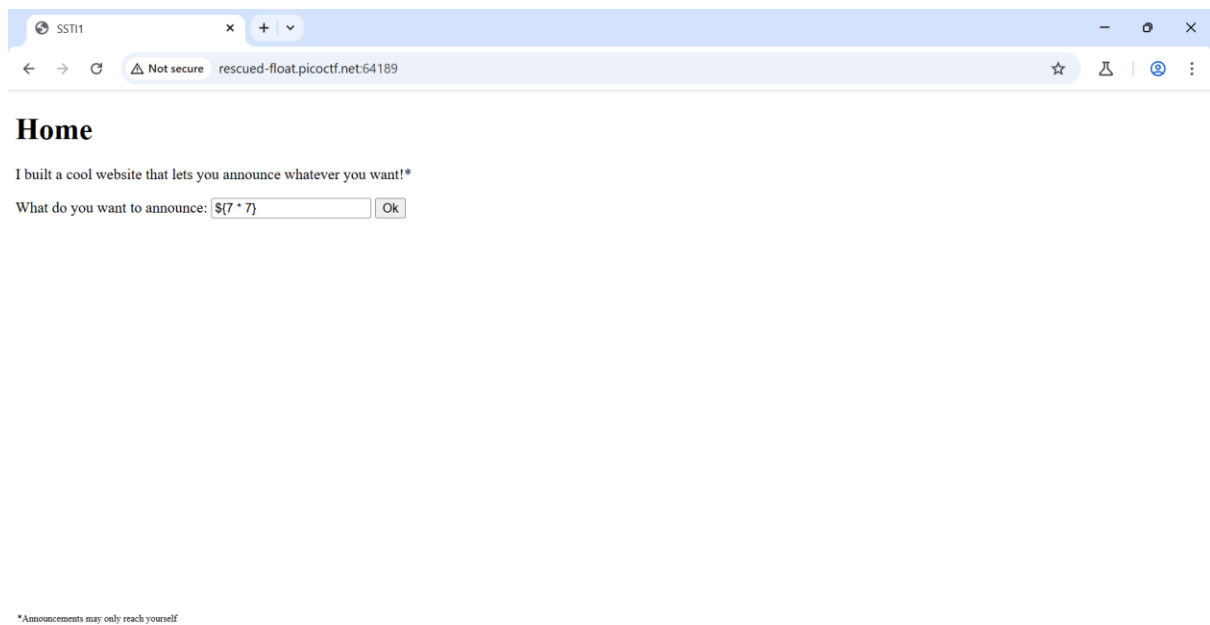 SSTI1
Not secure rescued-float.picoctf.net:64189
Home
I built a cool website that lets you announce whatever you want!*
What do you want to announce: ${7 * 7} Ok
*Announcements may only reach yourself